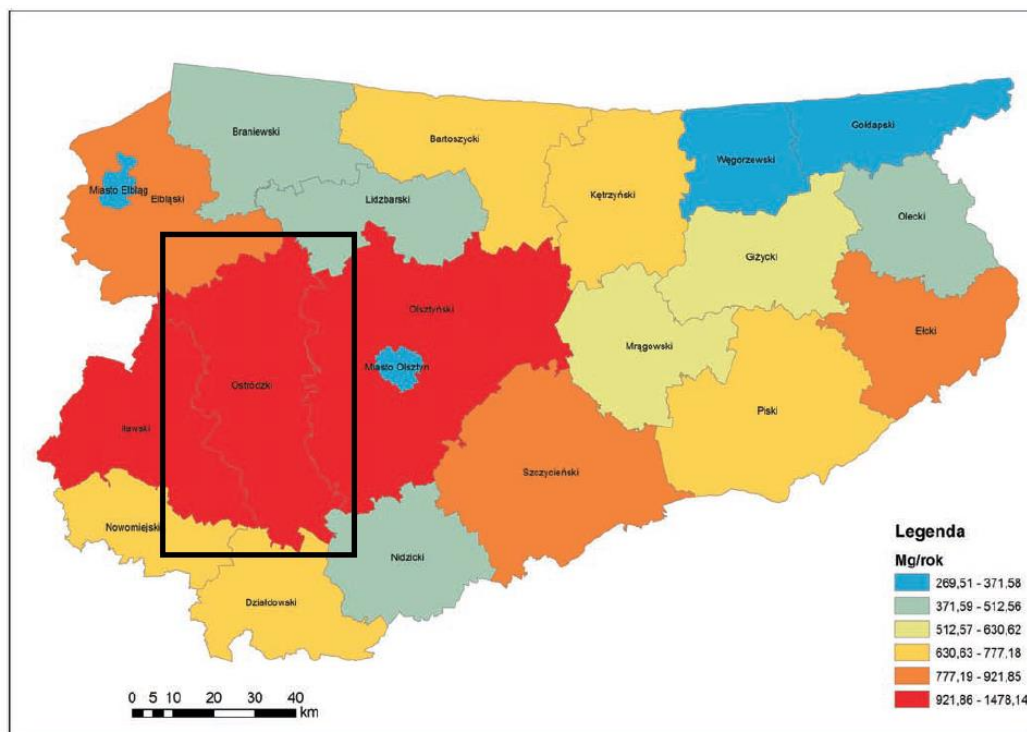 Braniewski
Bartoszycki
Gołdapski
Węgorzewski
Miasto Elbląg
Elbląski
Lidzbarski
Kętrzyński
Olecki
Giżycki
Olsztyński
Ełcki
Mrągowski
Miasto Olsztyn
Ostródzki
Piski
Iławski
Szczycieński
Nowomiejski
Nidzicki
Działdowski
Legenda
Mg/rok
269,51 - 371,58
371,59 - 512,56
512,57 - 630,62
630,63 - 777,18
777,19 - 921,85
921,86 - 1478,14
0 5 10 20 30 40
km